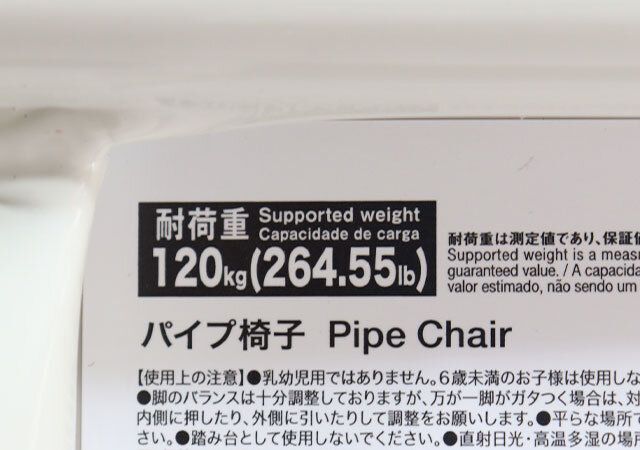 耐荷重 Supported weight
Capacidade de carga
120kg(264.55lb)
耐荷重は測定値であり、保証値
Supported weight is a meas
guaranteed value. / A capacida
valor estimado, não sendo um
パイプ椅子 Pipe Chair
【使用上の注意】●乳幼児用ではありません。6歳未満のお子様は使用しな
●脚のバランスは十分調整しておりますが、万が一脚がガタつく場合は、対
内側に押したり、外側に引いたりして調整をお願いします。●平らな場所で
さい。●踏み台として使用しないでください。●直射日光・高温多湿の場所